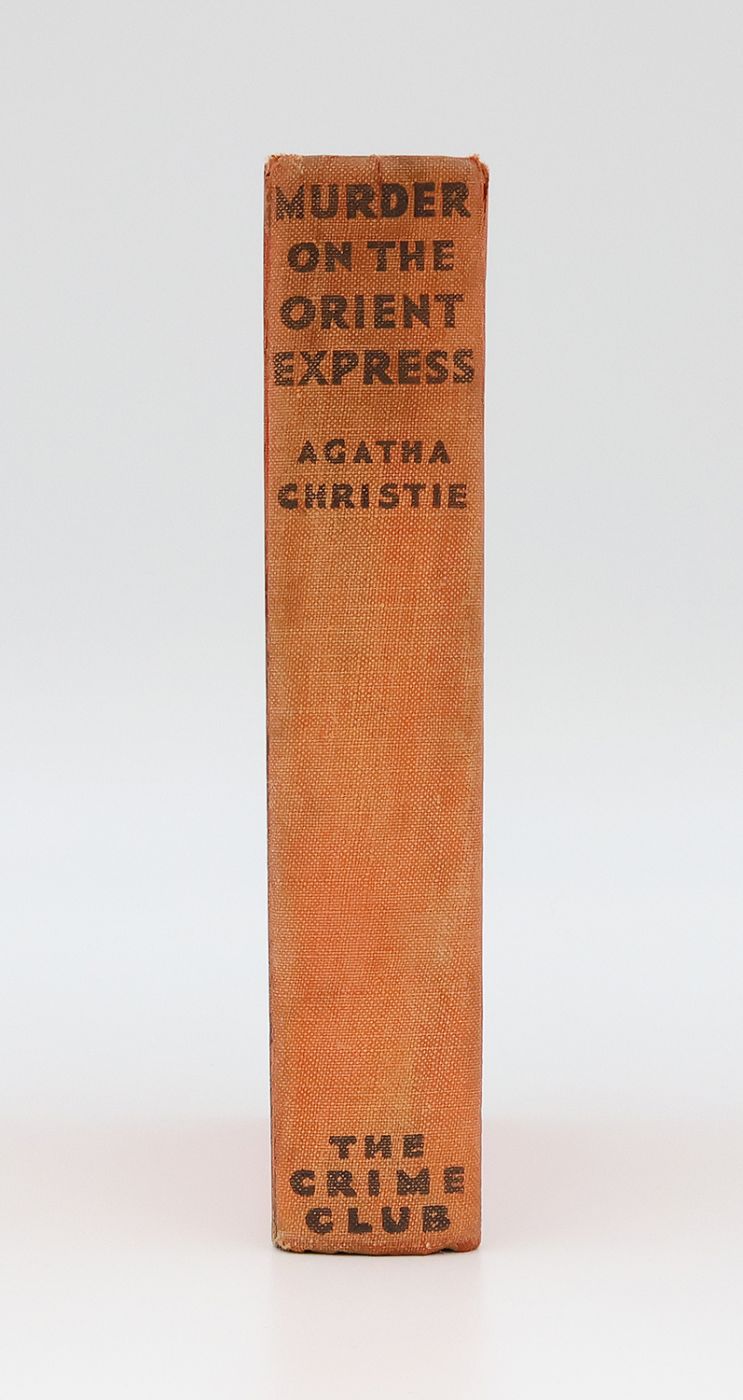 MURDER
ON THE
ORIENT
EXPRESS
AGATHA
CHRISTIE
THE
CRIME
CLUB